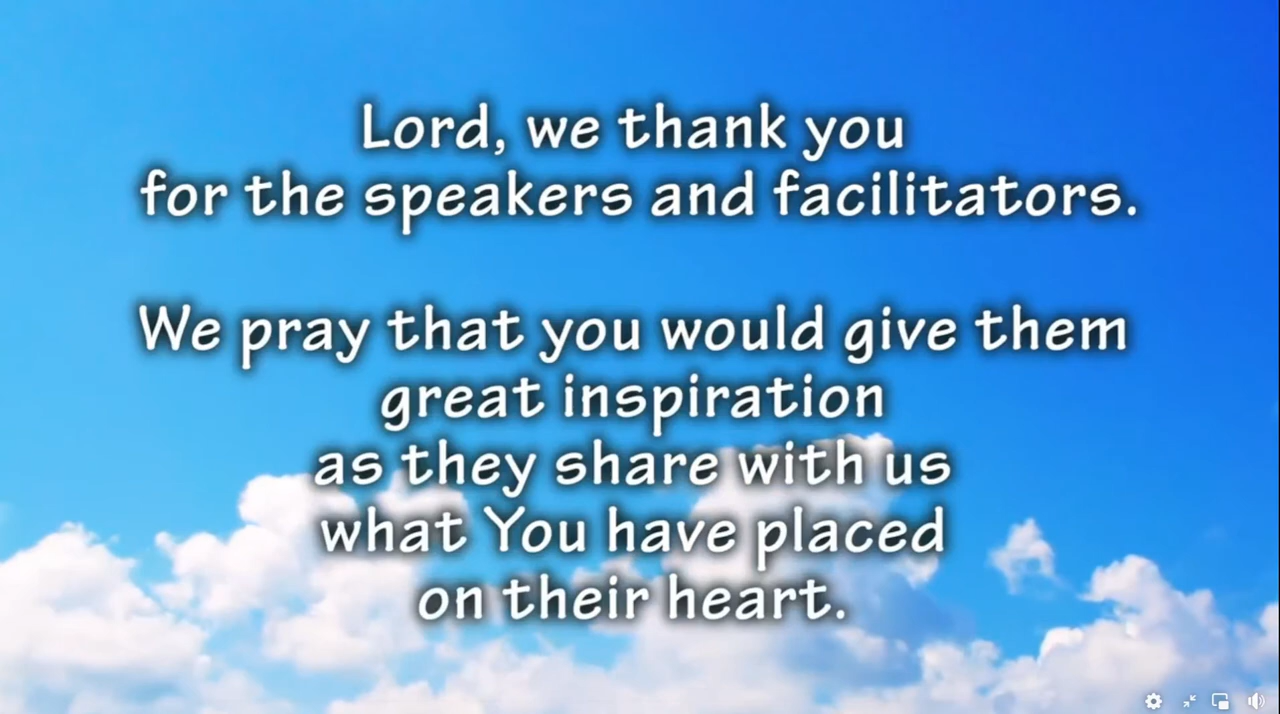 Lord, we thank you
for the speakers and facilitators.
We pray that you would give them
great inspiration
as they share with us
what You have placed
on their heart.